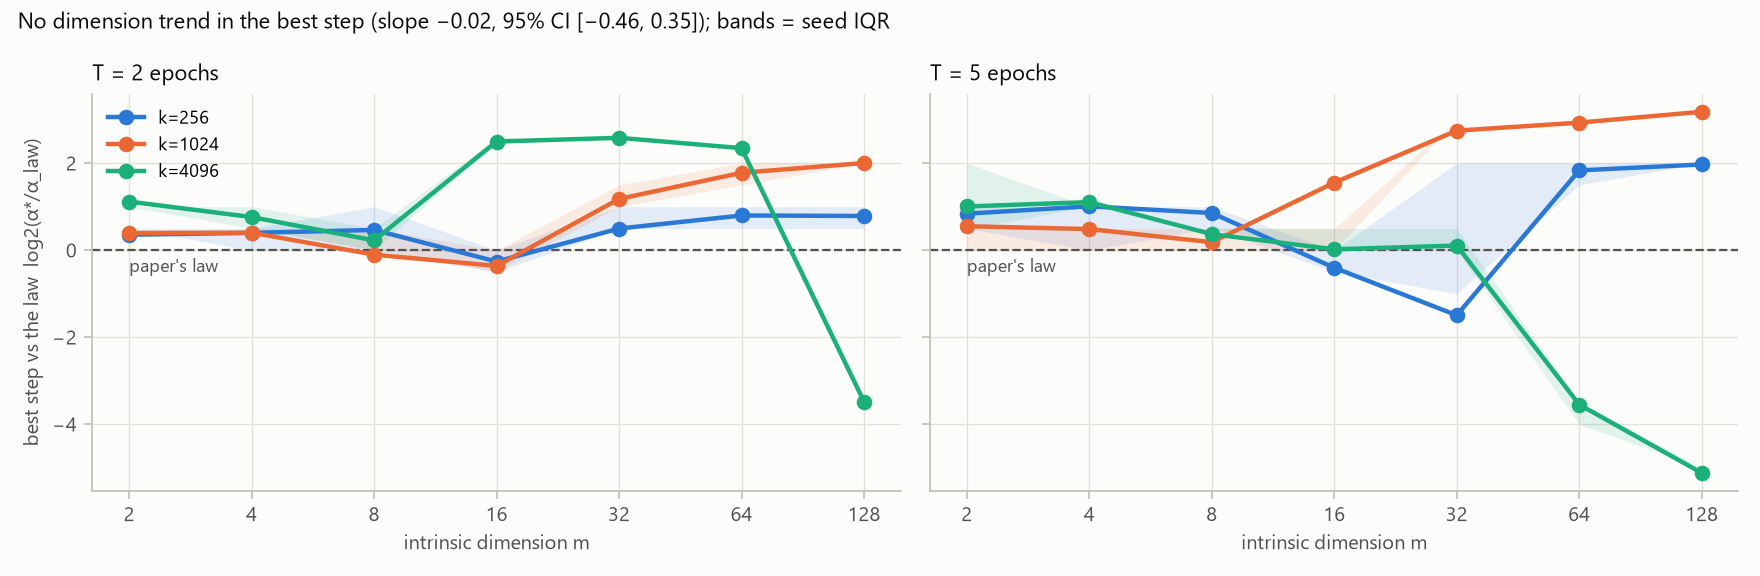 No dimension trend in the best step (slope −0.02, 95% CI [−0.46, 0.35]); bands = seed IQR
T = 2 epochs
T = 5 epochs
k=256
k=1024
k=4096
best step vs the law log2(α*/α_law)
2
0
−2
−4
paper's law
paper's law
2 4 8 16 32 64 128
2 4 8 16 32 64 128
intrinsic dimension m
intrinsic dimension m